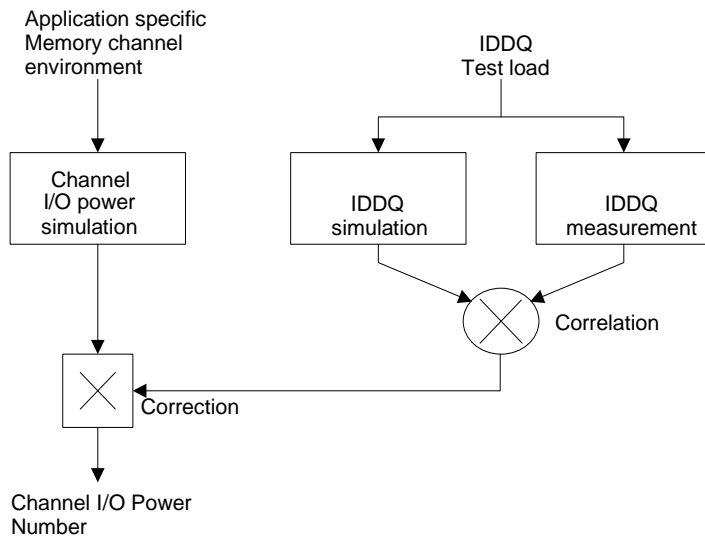 Application specific
Memory channel
environment
IDDQ
Test load
Channel
I/O power
simulation
IDDQ
simulation
IDDQ
measurement
Correlation
Correction
Channel I/O Power
Number